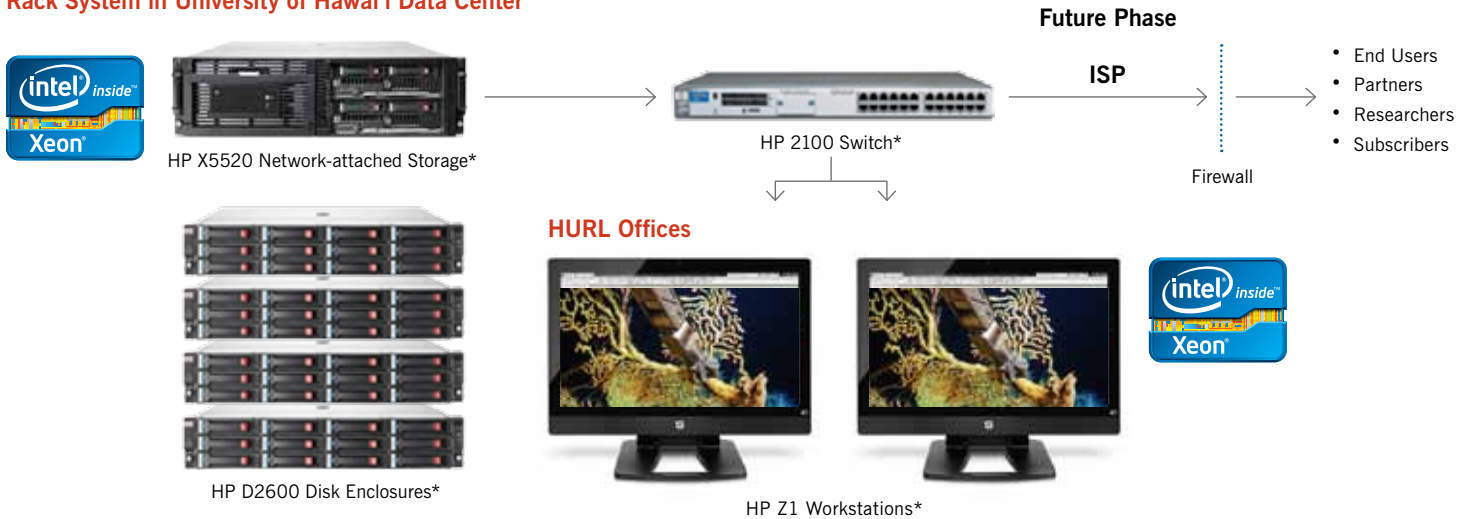 Rack System in University of Hawai'i Data Center
Future Phase
intel inside™
Xeon®
HP X5520 Network-attached Storage*
HP 2100 Switch*
ISP
Firewall
• End Users
• Partners
• Researchers
• Subscribers
HP D2600 Disk Enclosures*
HURL Offices
HP Z1 Workstations*
intel inside™
Xeon®